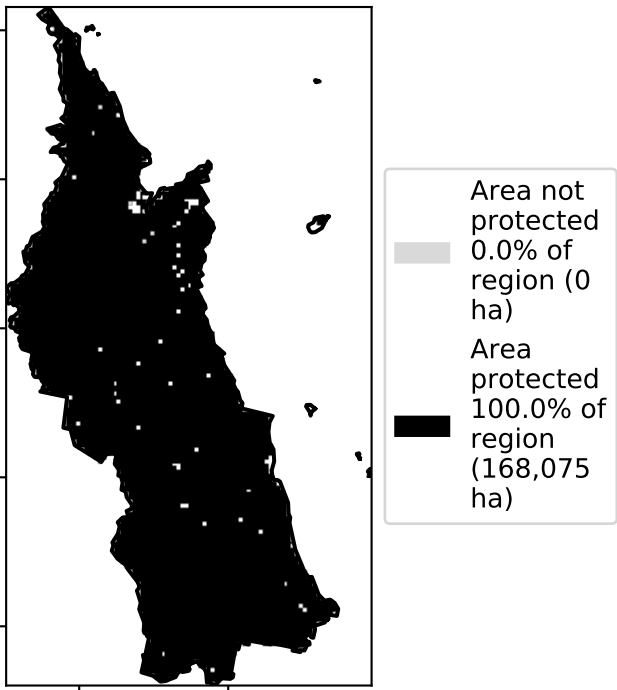 Area not
protected
0.0% of
region (0
ha)
Area
protected
100.0% of
region
(168,075
ha)